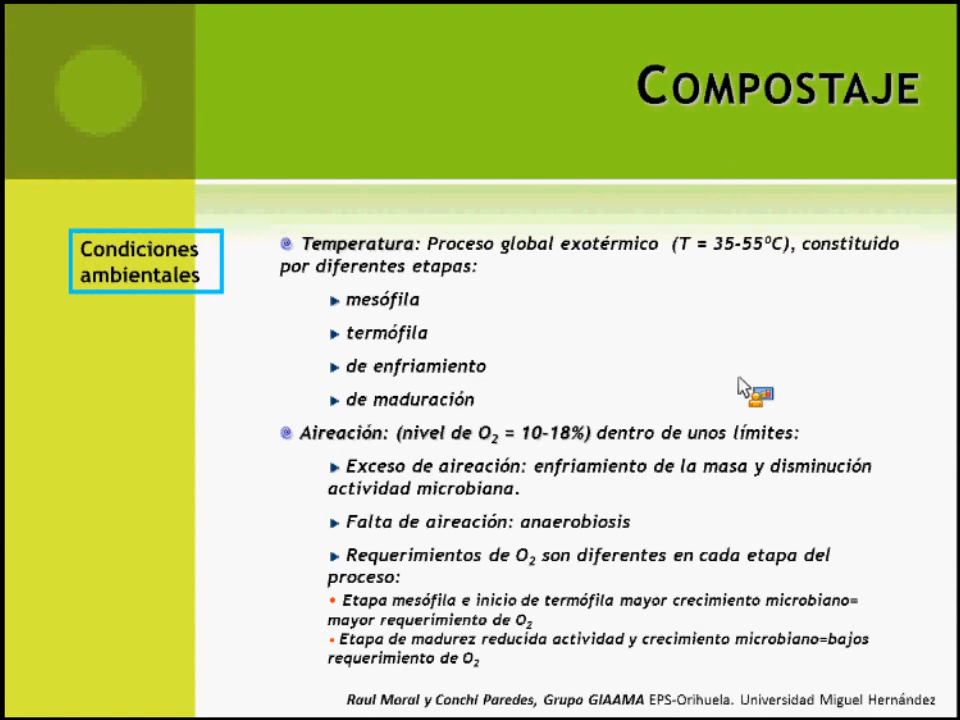 COMPOSTAJE
Condiciones
ambientales
Temperatura: Proceso global exotérmico (T = 35-55ºC), constituido
por diferentes etapas:
mesófila
termófila
de enfriamiento
de maduración
Aireación: (nivel de O₂ = 10-18%) dentro de unos límites:
Exceso de aireación: enfriamiento de la masa y disminución
actividad microbiana.
Falta de aireación: anaerobiosis
Requerimientos de O₂ son diferentes en cada etapa del
proceso:
• Etapa mesófila e inicio de termófila mayor crecimiento microbiano=
mayor requerimiento de O₂
• Etapa de madurez reducida actividad y crecimiento microbiano=bajos
requerimiento de O₂
Raul Moral y Conchi Paredes, Grupo GIAAMA EPS-Orihuela. Universidad Miguel Hernández